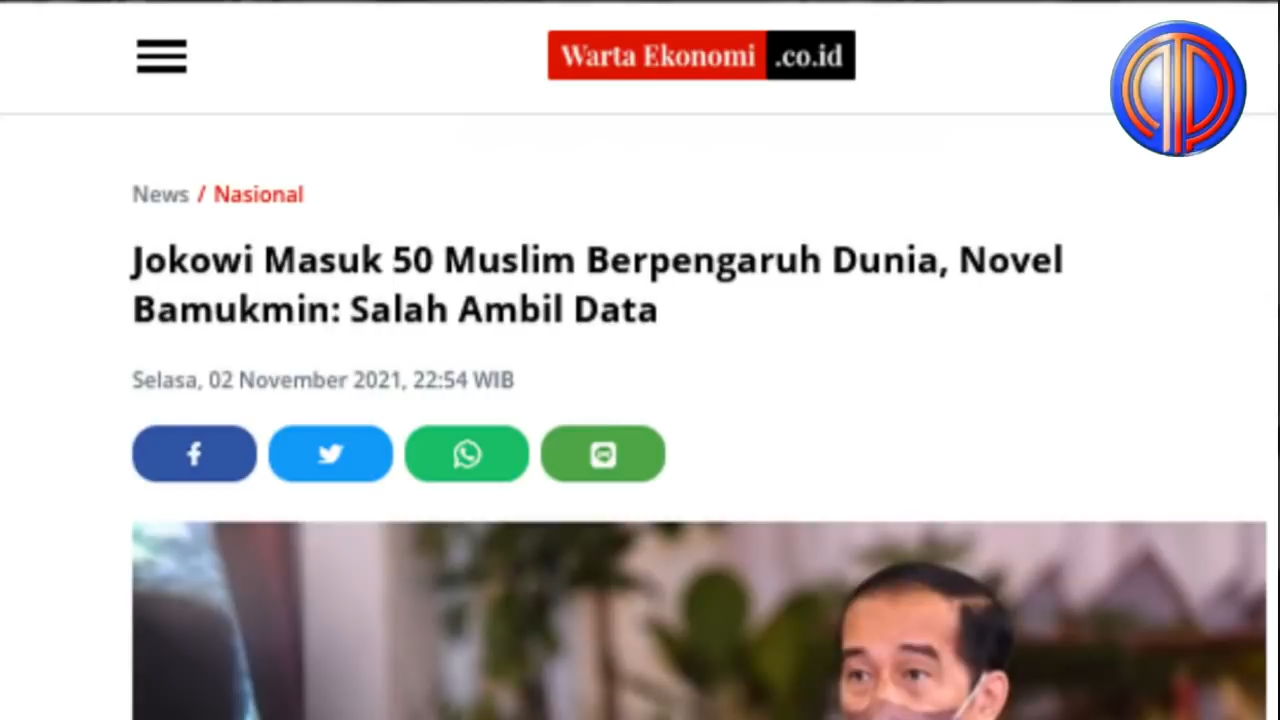 Warta Ekonomi .co.id
News / Nasional
Jokowi Masuk 50 Muslim Berpengaruh Dunia, Novel
Bamukmin: Salah Ambil Data
Selasa, 02 November 2021, 22:54 WIB